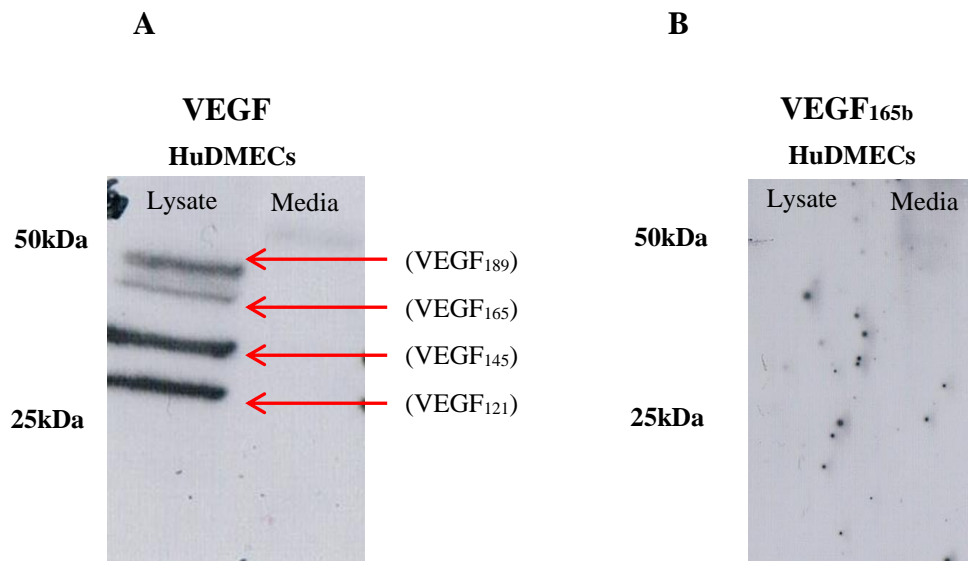 A
VEGF
HuDMECs
Lysate Media
50kDa
(VEGF₁₈₉)
(VEGF₁₆₅)
(VEGF₁₄₅)
(VEGF₁₂₁)
25kDa
B
VEGF₁₆₅b
HuDMECs
Lysate Media
50kDa
25kDa